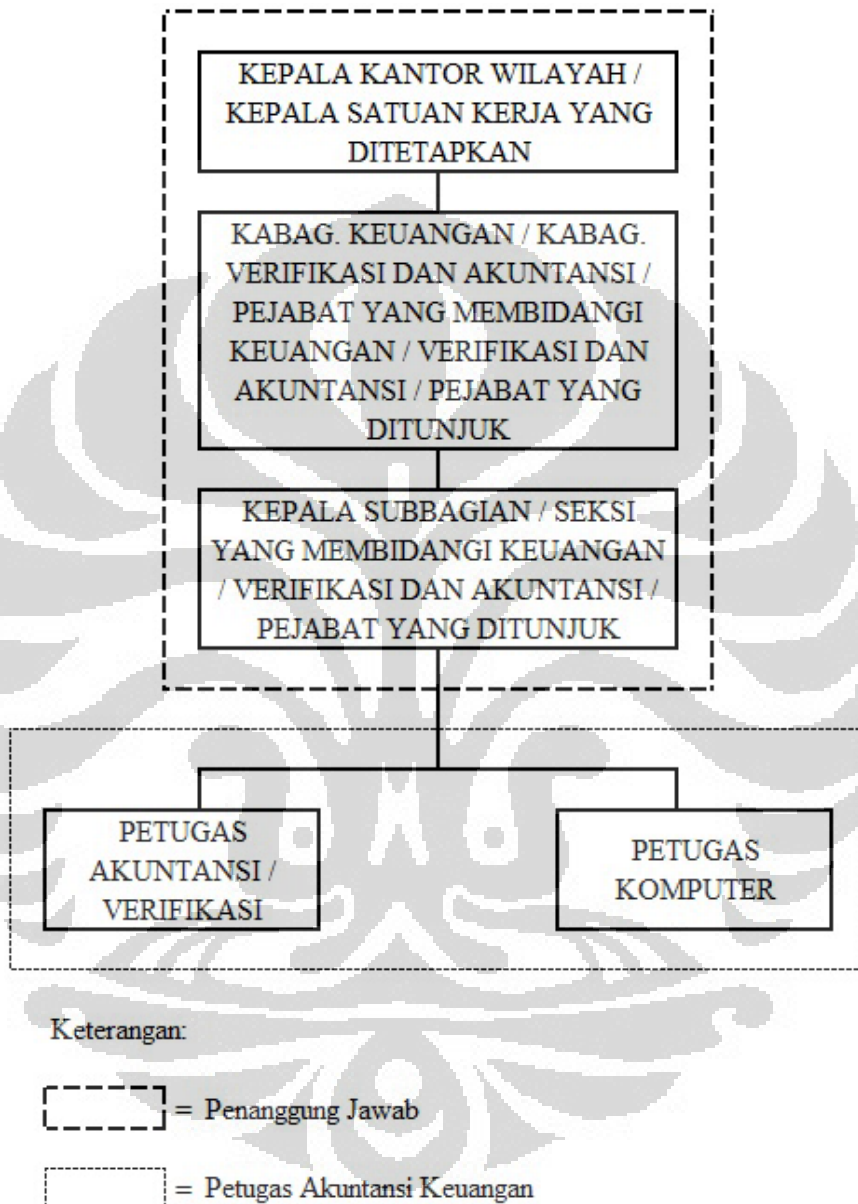 KEPALA KANTOR WILAYAH /
KEPALA SATUAN KERJA YANG
DITETAPKAN
KABAG. KEUANGAN / KABAG.
VERIFIKASI DAN AKUNTANSI /
PEJABAT YANG MEMBIDANGI
KEUANGAN / VERIFIKASI DAN
AKUNTANSI / PEJABAT YANG
DITUNJUK
KEPALA SUBBAGIAN / SEKSI
YANG MEMBIDANGI KEUANGAN
/ VERIFIKASI DAN AKUNTANSI /
PEJABAT YANG DITUNJUK
PETUGAS
AKUNTANSI /
VERIFIKASI
PETUGAS
KOMPUTER
Keterangan:
= Penanggung Jawab
= Petugas Akuntansi Keuangan